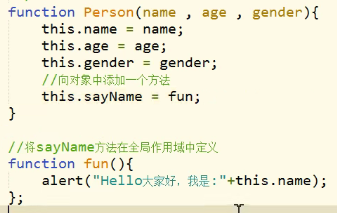 function Person(name , age , gender){
this.name = name;
this.age = age;
this.gender = gender;
//向对象中添加一个方法
this.sayName = fun;
}
//将sayName方法在全局作用域中定义
function fun(){
alert("Hello大家好，我是:"+this.name);
};